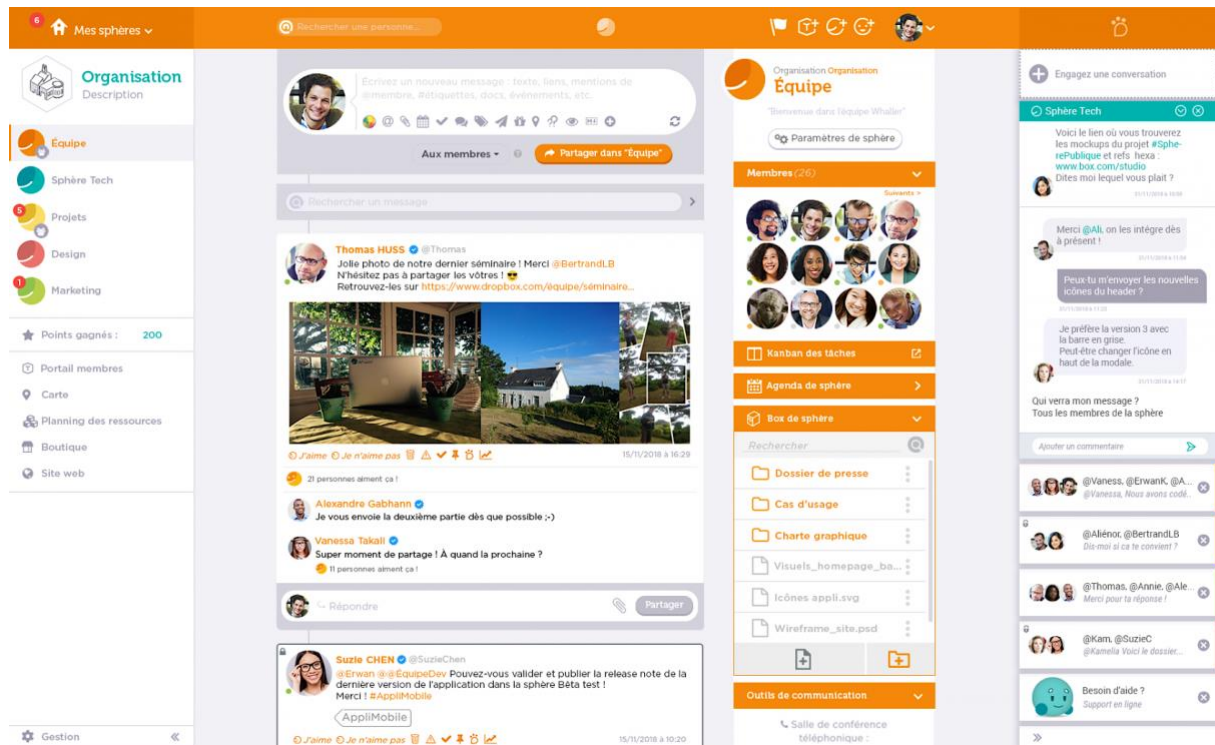 6
Mes sphères
Rechercher une personne...
Organisation
Description
Équipe
Sphère Tech
5
Projets
Design
1
Marketing
Points gagnés : 200
Portail membres
Carte
Planning des ressources
Boutique
Site web
Gestion
Écrivez un nouveau message : texte, liens, mentions de
@membre, #étiquettes, docs, événements, etc.
Aux membres
Partager dans "Équipe"
Rechercher un message
Thomas HUSS @Thomas
Jolie photo de notre dernier séminaire ! Merci @BertrandLB
N'hésitez pas à partager les vôtres !
Retrouvez-les sur https://www.dropbox.com/équipe/séminaire...
J'aime Je n'aime pas
15/11/2018 à 16:29
21 personnes aiment ça !
Alexandre Gabhann
Je vous envoie la deuxième partie dès que possible ;-)
Vanessa Takali
Super moment de partage ! À quand la prochaine ?
11 personnes aiment ça !
Répondre
Partager
Suzie CHEN @SuzieChen
@Erwan @@EquipeDev Pouvez-vous valider et publier la release note de la
dernière version de l'application dans la sphère Bêta test !
Merci ! #AppliMobile
AppliMobile
J'aime Je n'aime pas
15/11/2018 à 10:20
Organisation Organisation
Équipe
"Bienvenue dans l'équipe Whaller"
Paramètres de sphère
Membres (26)
Suivants >
Kanban des tâches
Agenda de sphère
Box de sphère
Rechercher
Dossier de presse
Cas d'usage
Charte graphique
Visuels_homepage_ba...
Icônes appli.svg
Wireframe_site.psd
Outils de communication
Salle de conférence
téléphonique :
Engagez une conversation
Sphère Tech
Voici le lien où vous trouverez
les mockups du projet #Sphe-
rePublique et refs hexa :
www.box.com/studio
Dites moi lequel vous plait ?
Merci @Ali, on les intègre dès
à présent !
Peux-tu m'envoyer les nouvelles
icônes du header ?
Je préfère la version 3 avec
la barre en grise.
Peut-être changer l'icône en
haut de la modale.
Qui verra mon message ?
Tous les membres de la sphère
Ajouter un commentaire
@Vaness, @ErwanK, @A...
@Vanessa, Nous avons codé..
@Aliénor, @BertrandLB
Dis-moi si ca te convient ?
@Thomas, @Annie, @Ale...
Merci pour ta réponse !
@Kam, @SuzieC
@Kamelia Voici le dossier...
Besoin d'aide ?
Support en ligne